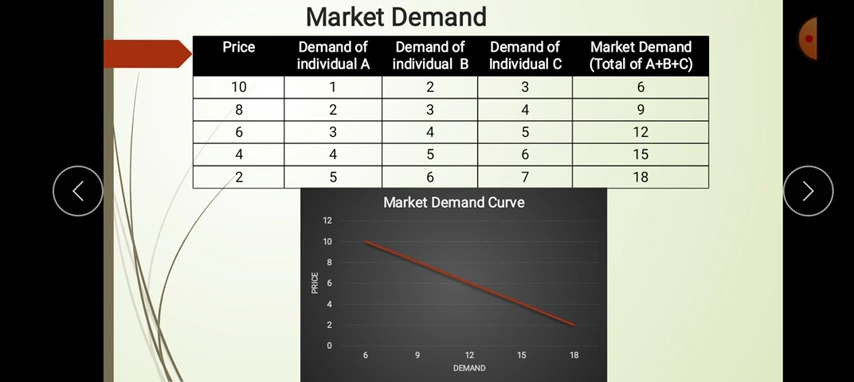 Market Demand
Price Demand of individual A Demand of individual B Demand of Individual C Market Demand (Total of A+B+C)
10 1 2 3 6
8 2 3 4 9
6 3 4 5 12
4 4 5 6 15
2 5 6 7 18
Market Demand Curve
12
10
8
6
4
2
0
PRICE
6 9 12 15 18
DEMAND